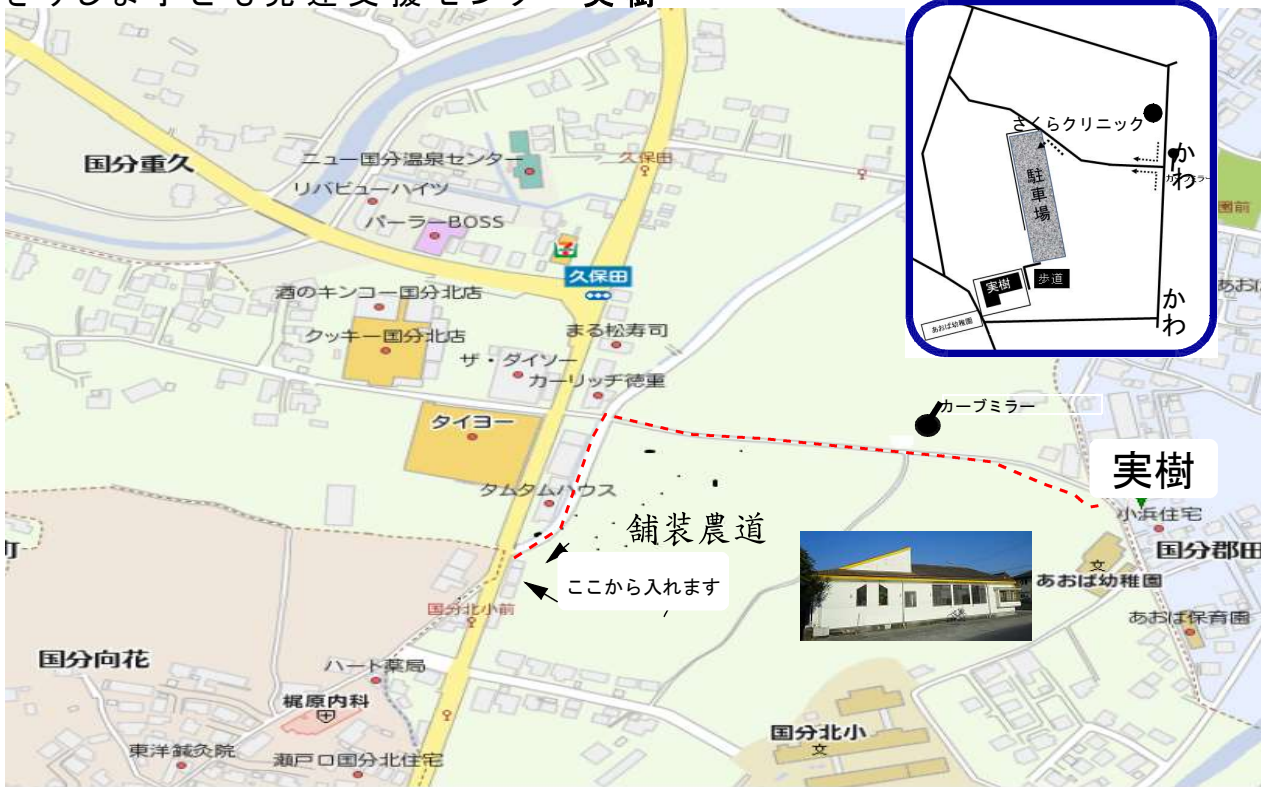 きりしま子ども発達支援センター 実樹
国分重久
ニュー国分温泉センター
リバビューハイツ
パーラーBOSS
久保田
7
久保田
酒のキンコー国分北店
クッキー国分北店
まる松寿司
ザ・ダイソー
カーリッチ徳重
タイヨー
タムタムハウス
舗装農道
ここから入れます
国分北小前
国分向花
ハート薬局
梶原内科
東洋鍼灸院
瀬戸口国分北住宅
国分北小
文
カーブミラー
実樹
小浜住宅
国分郡田
文
あおば幼稚園
あおば保育園
園前
あおば
町
さくらクリニック
かわ
駐車場
歩道
実樹
あおば幼稚園
かわ